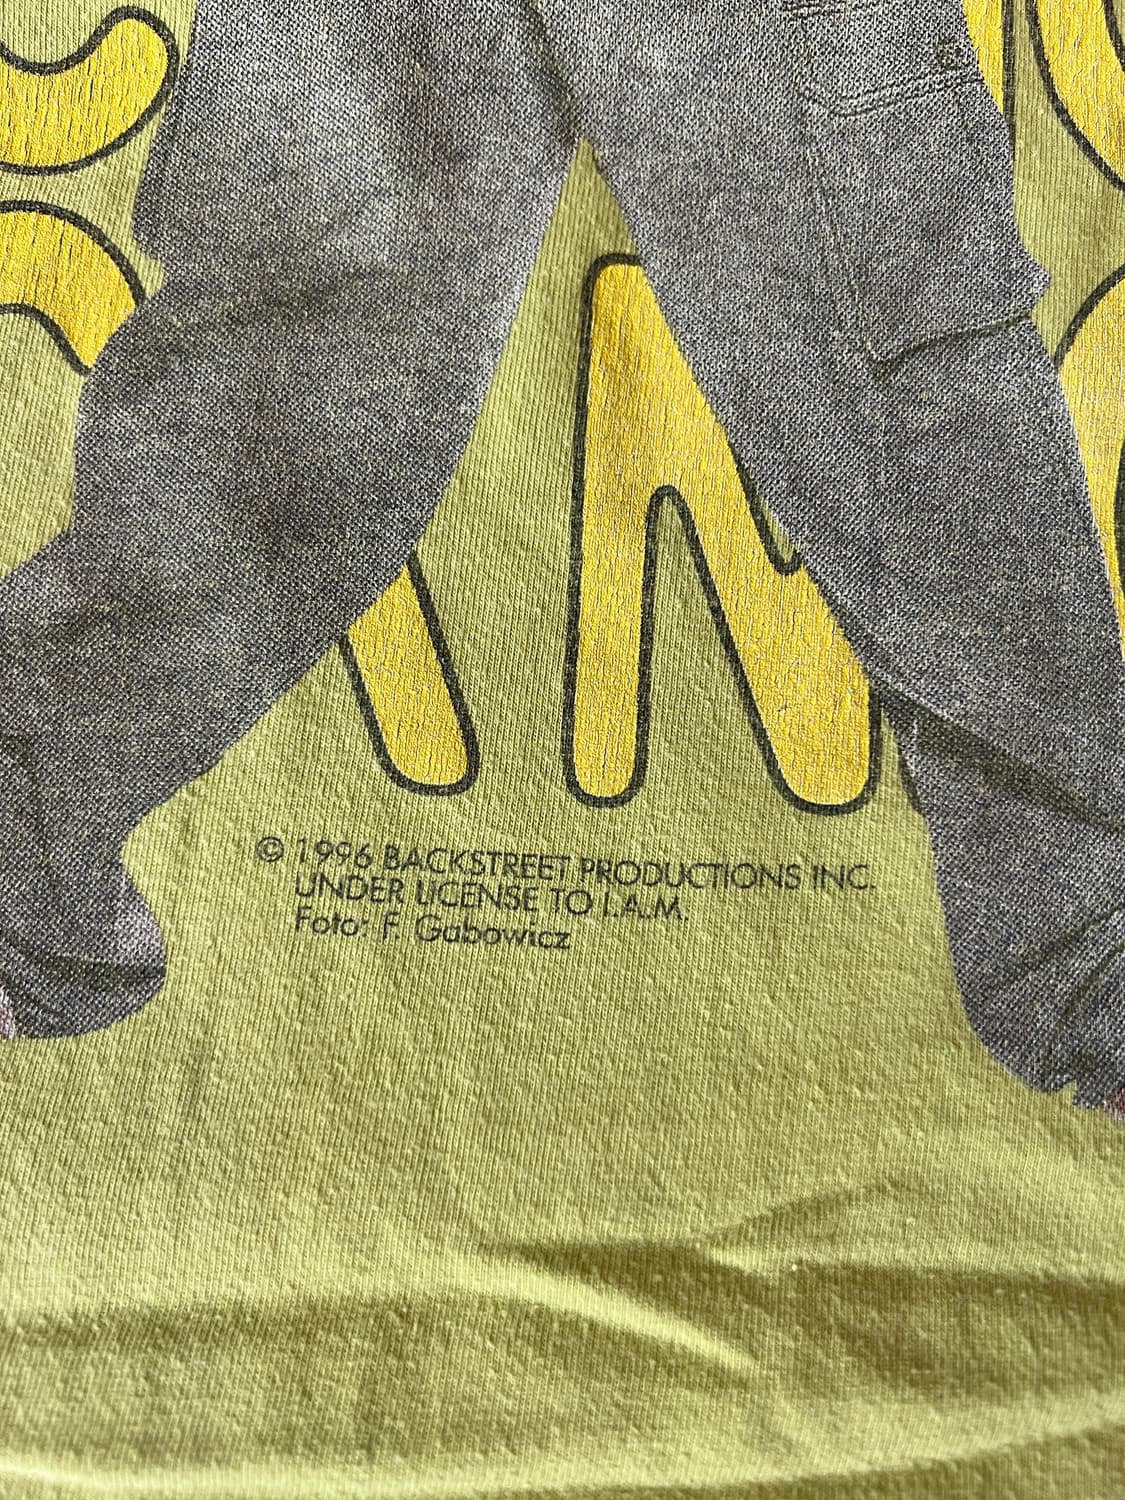 © 1996 BACKSTREET PRODUCTIONS INC.
UNDER LICENSE TO I.A.M.
Foto: F. Gabowicz